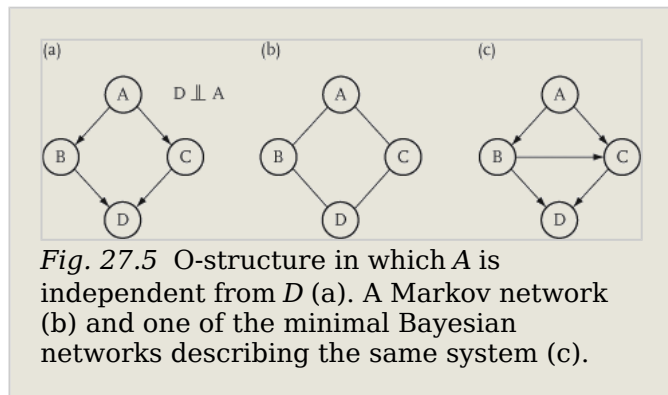 (a) (b) (c)
A D ⫫ A A A
B C B C B C
D D D
Fig. 27.5 O-structure in which A is
independent from D (a). A Markov network
(b) and one of the minimal Bayesian
networks describing the same system (c).